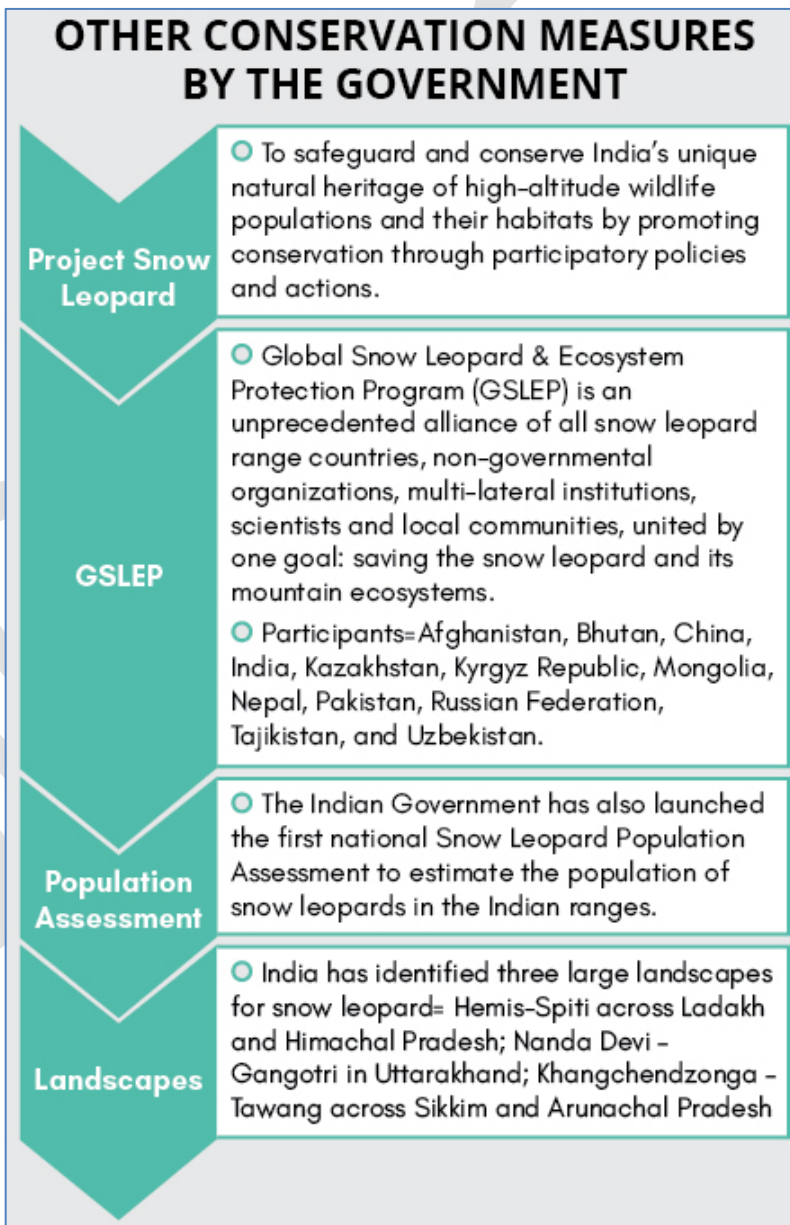 OTHER CONSERVATION MEASURES
BY THE GOVERNMENT
Project Snow
Leopard
To safeguard and conserve India's unique
natural heritage of high-altitude wildlife
populations and their habitats by promoting
conservation through participatory policies
and actions.
GSLEP
Global Snow Leopard & Ecosystem
Protection Program (GSLEP) is an
unprecedented alliance of all snow leopard
range countries, non-governmental
organizations, multi-lateral institutions,
scientists and local communities, united by
one goal: saving the snow leopard and its
mountain ecosystems.
Participants=Afghanistan, Bhutan, China,
India, Kazakhstan, Kyrgyz Republic, Mongolia,
Nepal, Pakistan, Russian Federation,
Tajikistan, and Uzbekistan.
Population
Assessment
The Indian Government has also launched
the first national Snow Leopard Population
Assessment to estimate the population of
snow leopards in the Indian ranges.
Landscapes
India has identified three large landscapes
for snow leopard= Hemis-Spiti across Ladakh
and Himachal Pradesh; Nanda Devi –
Gangotri in Uttarakhand; Khangchendzonga –
Tawang across Sikkim and Arunachal Pradesh